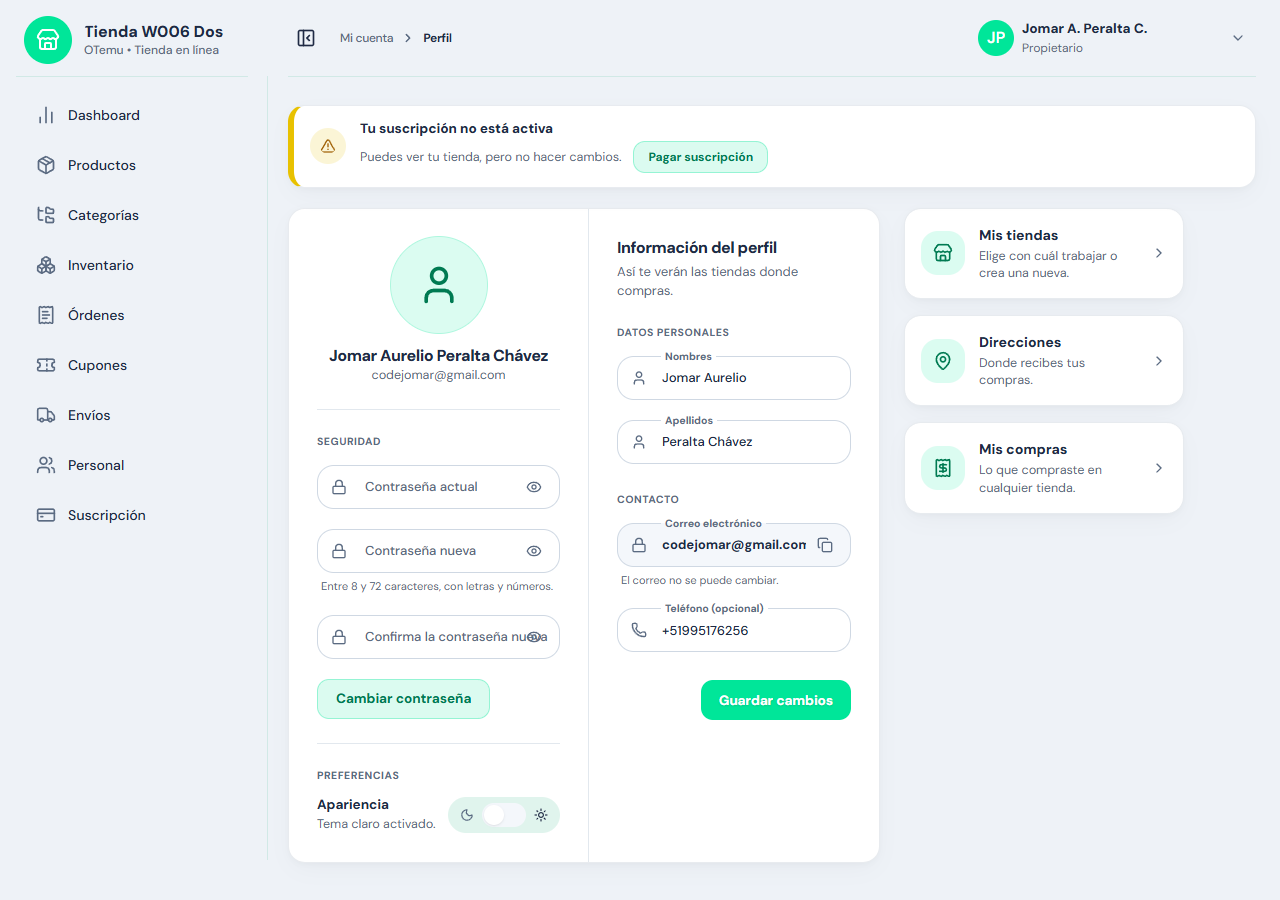 Tienda W006 Dos
OTemu • Tienda en línea
Mi cuenta
Perfil
JP
Jomar A. Peralta C.
Propietario
Dashboard
Productos
Categorías
Inventario
Órdenes
Cupones
Envíos
Personal
Suscripción
Tu suscripción no está activa
Puedes ver tu tienda, pero no hacer cambios.
Pagar suscripción
Jomar Aurelio Peralta Chávez
codejomar@gmail.com
SEGURIDAD
Contraseña actual
Contraseña nueva
Entre 8 y 72 caracteres, con letras y números.
Confirma la contraseña nueva
Cambiar contraseña
PREFERENCIAS
Apariencia
Tema claro activado.
Información del perfil
Así te verán las tiendas donde
compras.
DATOS PERSONALES
Nombres
Jomar Aurelio
Apellidos
Peralta Chávez
CONTACTO
Correo electrónico
codejomar@gmail.com
El correo no se puede cambiar.
Teléfono (opcional)
+51995176256
Guardar cambios
Mis tiendas
Elige con cuál trabajar o
crea una nueva.
Direcciones
Donde recibes tus
compras.
Mis compras
Lo que compraste en
cualquier tienda.